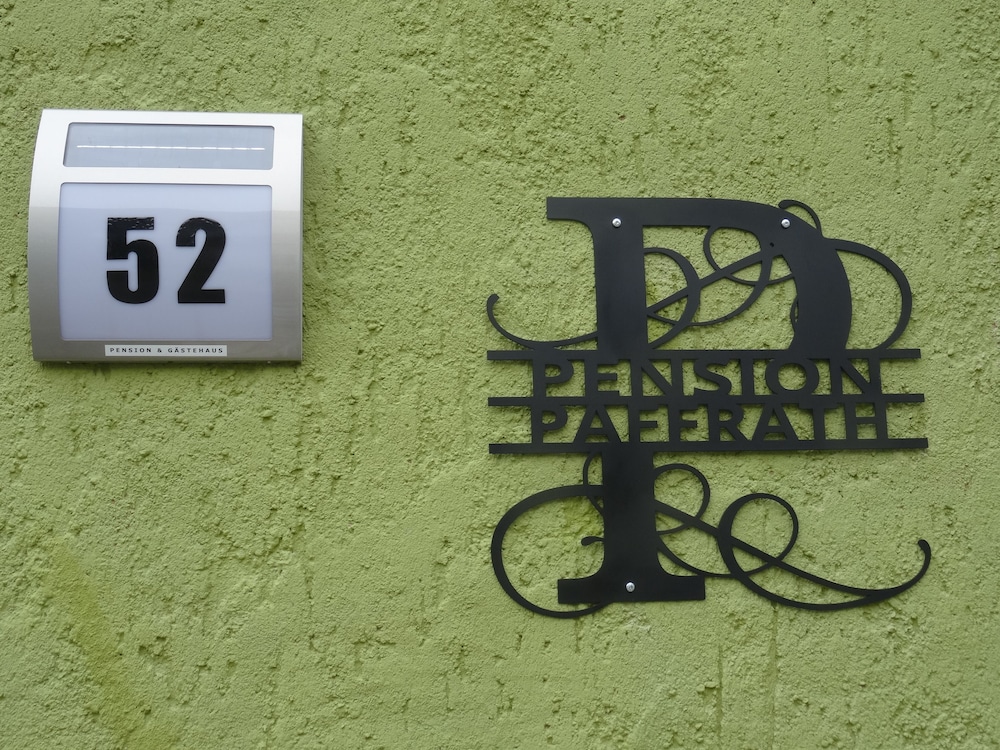 52
PENSION & GÄSTEHAUS
P
PENSION
PAFFRATH